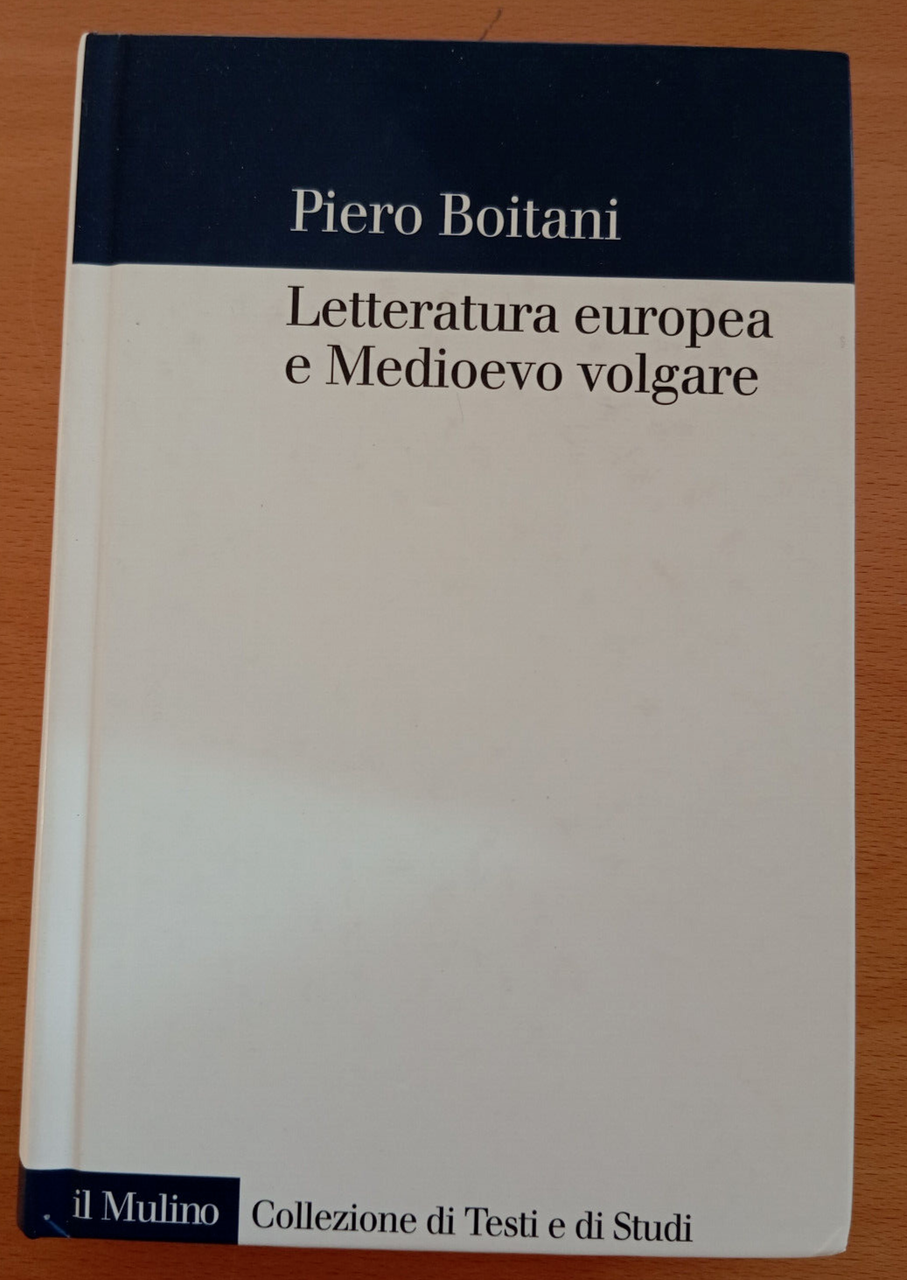 Piero Boitani
Letteratura europea
e Medioevo volgare
il Mulino Collezione di Testi e di Studi